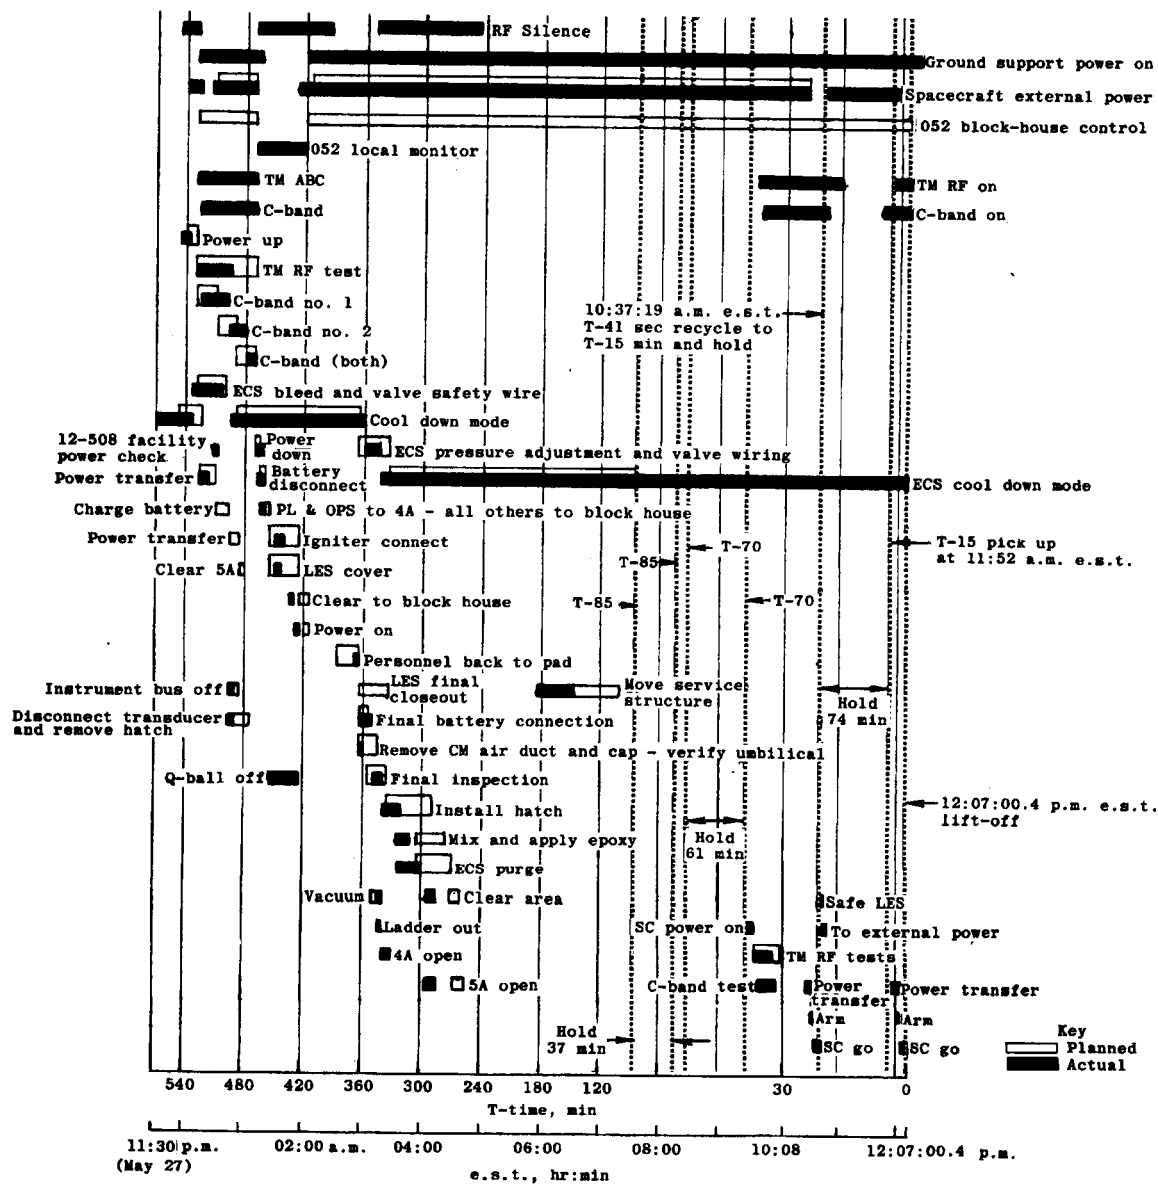 RF Silence
Ground support power on
Spacecraft external power
052 block-house control
052 local monitor
TM ABC
TM RF on
C-band
C-band on
Power up
TM RF test
C-band no. 1
10:37:19 a.m. e.s.t.
T-41 sec recycle to
T-15 min and hold
C-band no. 2
C-band (both)
ECS bleed and valve safety wire
Cool down mode
12-508 facility
power check
Power
down
ECS pressure adjustment and valve wiring
Power transfer
Battery
disconnect
ECS cool down mode
Charge battery
PL & OPS to 4A - all others to block house
Power transfer
Igniter connect
T-70
T-15 pick up
at 11:52 a.m. e.s.t.
T-85
Clear 5A
LES cover
Clear to block house
T-85
T-70
Power on
Personnel back to pad
Instrument bus off
LES final
closeout
Move service
structure
Hold
74 min
Disconnect transducer
and remove hatch
Final battery connection
Remove CM air duct and cap - verify umbilical
Q-ball off
Final inspection
Install hatch
12:07:00.4 p.m. e.s.t.
lift-off
Mix and apply epoxy
Hold
61 min
ECS purge
Vacuum
Clear area
Safe LES
Ladder out
SC power on
To external power
4A open
TM RF tests
5A open
C-band test
Power
transfer
Power transfer
Arm
Arm
Hold
37 min
SC go
SC go
Key
Planned
Actual
540 480 420 360 300 240 180 120 30 0
T-time, min
11:30 p.m. 02:00 a.m. 04:00 06:00 08:00 10:08 12:07:00.4 p.m.
(May 27)
e.s.t., hr:min